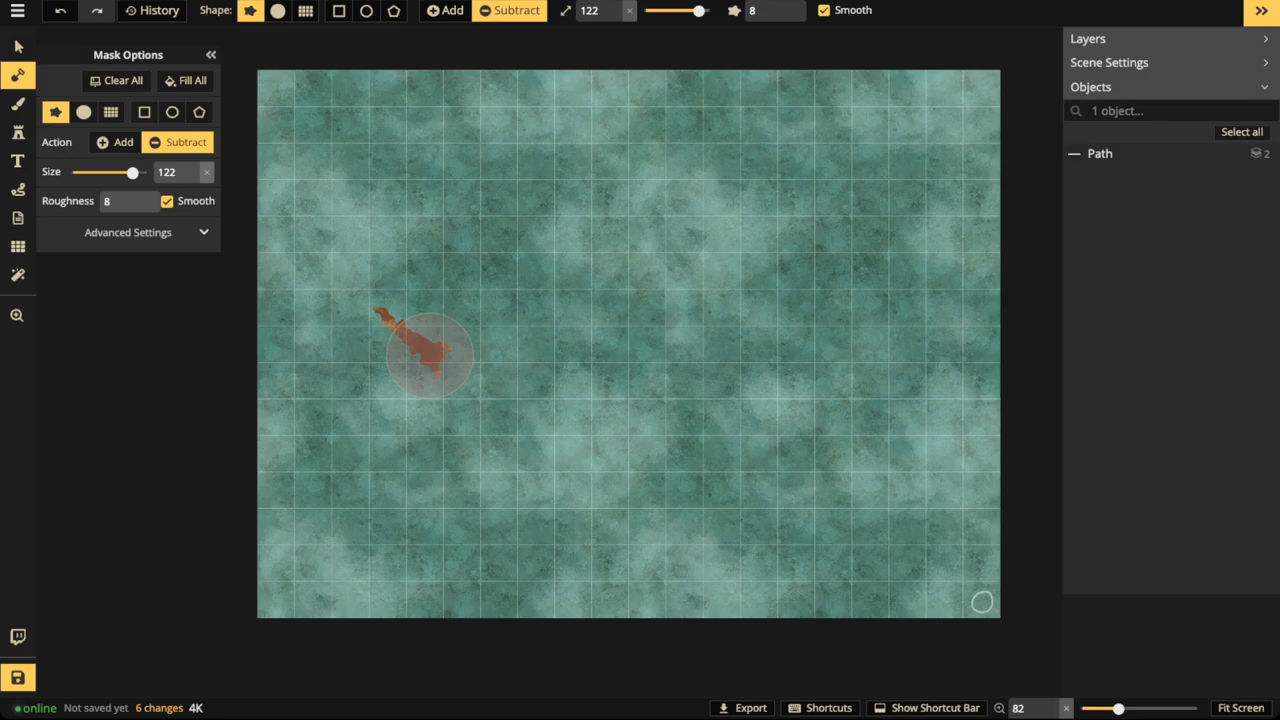 History Shape: Add Subtract 122 × 8 Smooth
Mask Options
Clear All Fill All
Action Add Subtract
Size 122 ×
Roughness 8 Smooth
Advanced Settings
Layers
Scene Settings
Objects
1 object...
Select all
Path 2
online Not saved yet 6 changes 4K Export Shortcuts Show Shortcut Bar 82 × Fit Screen